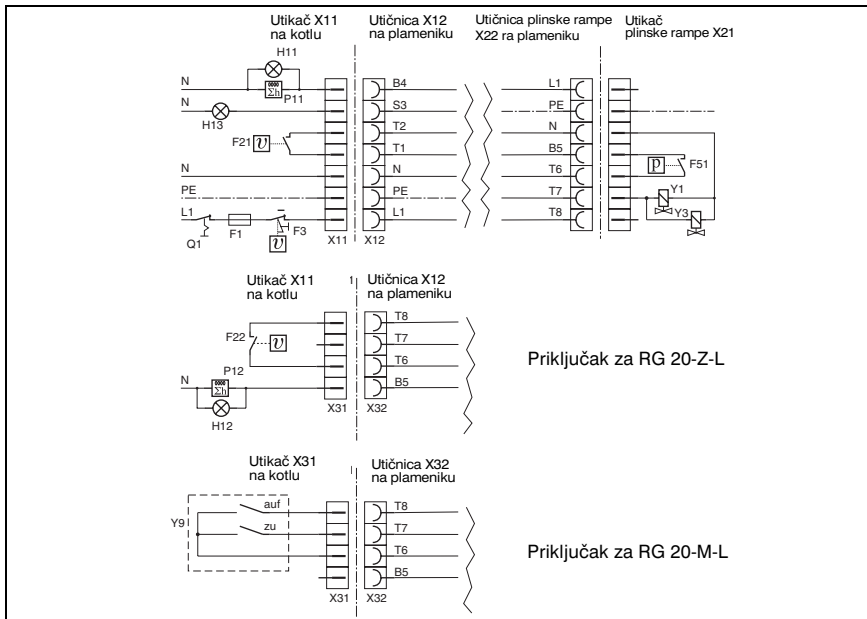 Utikač X11
na kotlu
Utičnica X12
na plameniku
Utičnica plinske rampe
X22 ra plameniku
Utikač
plinske rampe X21
H11
N
P11
Σh
B4
L1
N
H13
S3
PE
F21
υ
T2
N
T1
B5
P
F51
N
N
T6
PE
PE
T7
Y1
L1
Q1
F1
F3
υ
X11
X12
L1
T8
Y3
Utikač X11
na kotlu
Utičnica X12
na plameniku
T8
F22
υ
T7
T6
Priključak za RG 20-Z-L
N
P12
Σh
H12
B5
X31
X32
Utikač X31
na kotlu
Utičnica X32
na plameniku
Y9
auf
T8
zu
T7
T6
Priključak za RG 20-M-L
B5
X31
X32